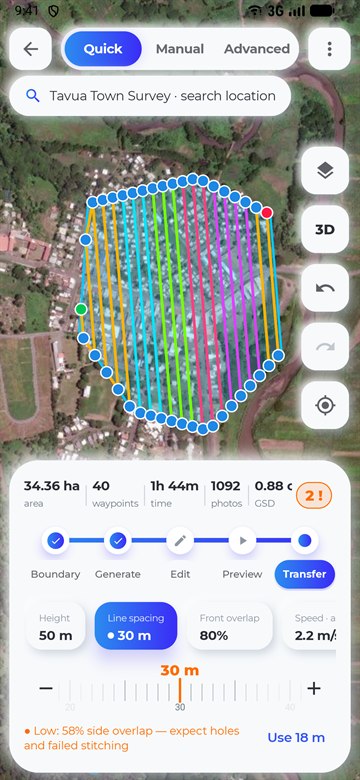 9:41 3G
Quick Manual Advanced
Tavua Town Survey · search location
3D
34.36 ha 40 1h 44m 1092 0.88 c 2 !
area waypoints time photos GSD
Boundary Generate Edit Preview Transfer
Height Line spacing Front overlap Speed · a
50 m 30 m 80% 2.2 m/s
30 m
− +
20 30 40
Low: 58% side overlap — expect holes
and failed stitching
Use 18 m